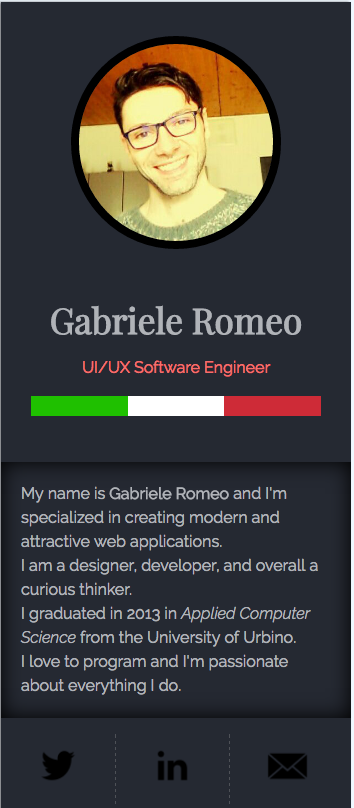 Gabriele Romeo
UI/UX Software Engineer
My name is Gabriele Romeo and I'm
specialized in creating modern and
attractive web applications.
I am a designer, developer, and overall a
curious thinker.
I graduated in 2013 in Applied Computer
Science from the University of Urbino.
I love to program and I'm passionate
about everything I do.
in